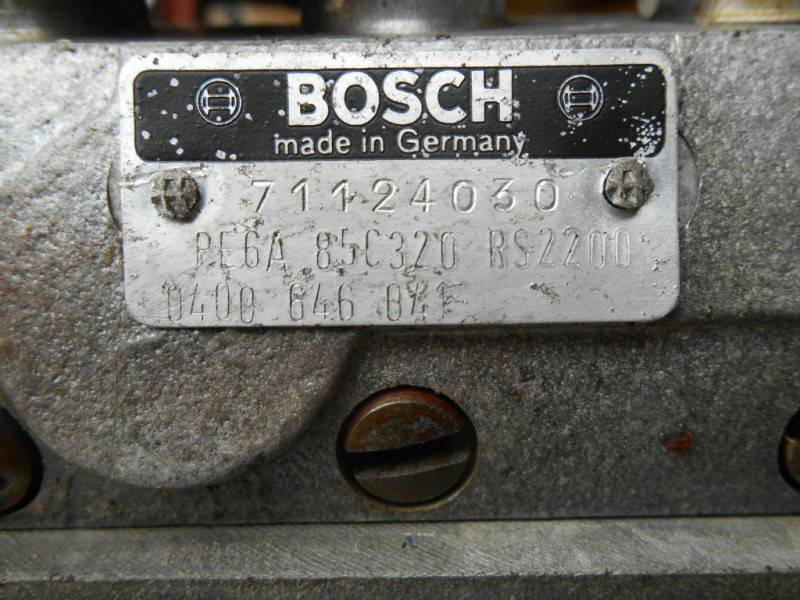 BOSCH
made in Germany
71124030
PE6A 85C320 RS2200
0400 646 041